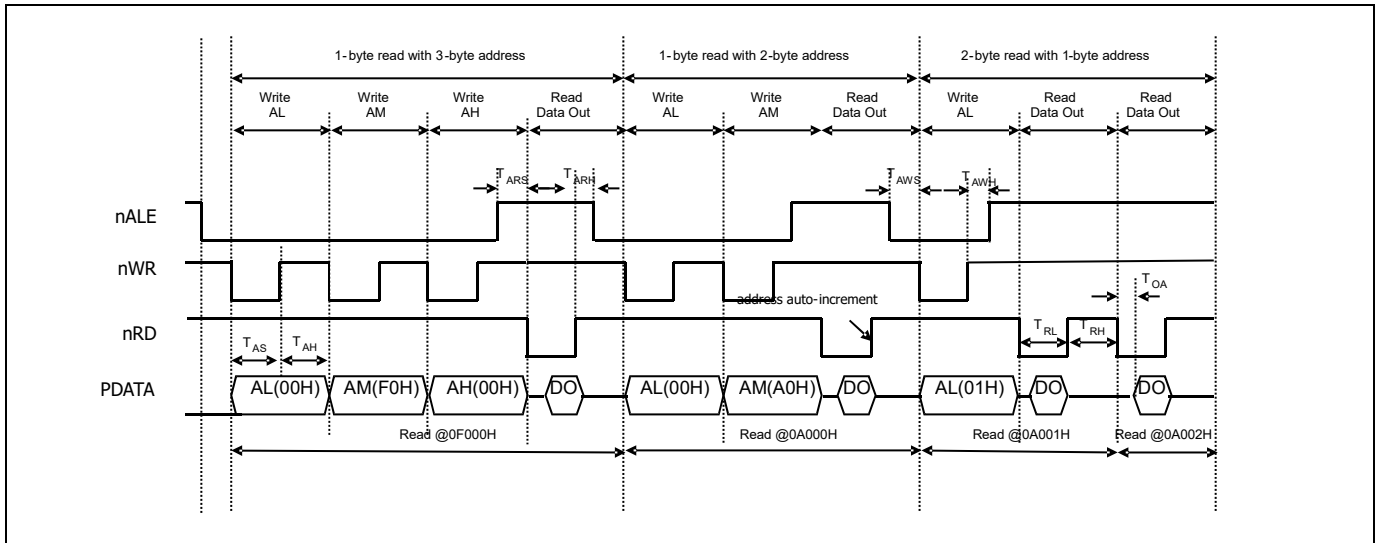 1-byte read with 3-byte address 1-byte read with 2-byte address 2-byte read with 1-byte address
Write AL Write AM Write AH Read Data Out Write AL Write AM Read Data Out Write AL Read Data Out Read Data Out
TARS TARH TAWS TAWH
nALE
nWR
TOA
address auto-increment
nRD
TRL TRH
TAS TAH
PDATA AL(00H) AM(F0H) AH(00H) DO AL(00H) AM(A0H) DO AL(01H) DO DO
Read @0F000H Read @0A000H Read @0A001H Read @0A002H